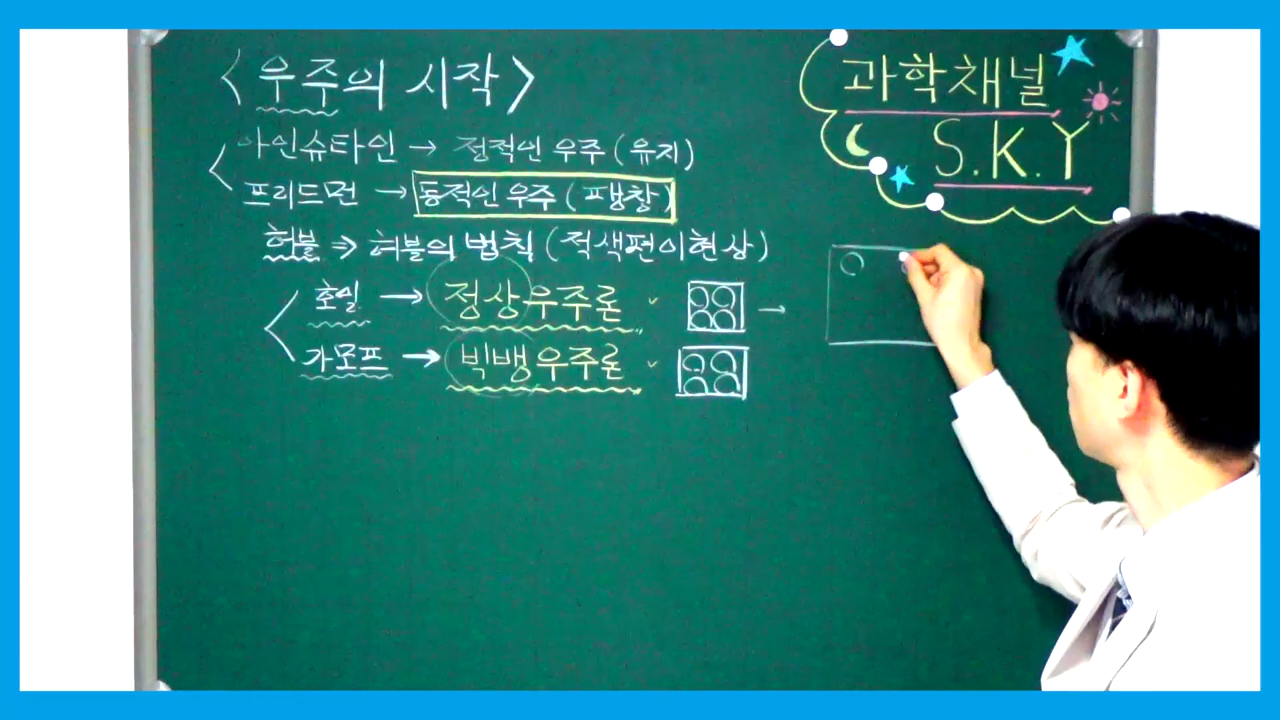 <우주의 시작>
아인슈타인 → 정적인 우주 (유지)
프리드먼 → 동적인 우주 (팽창)
허블 ⇒ 허블의 법칙 (적색편이현상)
호일 → 정상우주론
가모프 → 빅뱅우주론
과학채널
S.K.Y